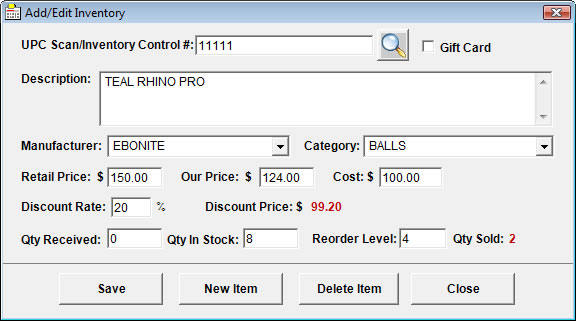 Add/Edit Inventory
UPC Scan/Inventory Control #: 11111 Gift Card
Description: TEAL RHINO PRO
Manufacturer: EBONITE Category: BALLS
Retail Price: $ 150.00 Our Price: $ 124.00 Cost: $ 100.00
Discount Rate: 20 % Discount Price: $ 99.20
Qty Received: 0 Qty In Stock: 8 Reorder Level: 4 Qty Sold: 2
Save New Item Delete Item Close